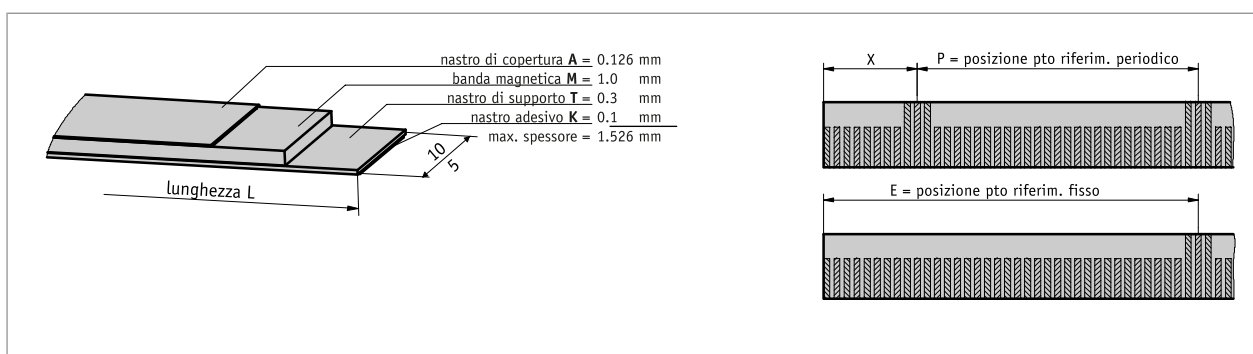 nastro di copertura A = 0.126 mm
banda magnetica M = 1.0 mm
nastro di supporto T = 0.3 mm
nastro adesivo K = 0.1 mm
max. spessore = 1.526 mm
10
5
lunghezza L
X
P = posizione pto riferim. periodico
E = posizione pto riferim. fisso